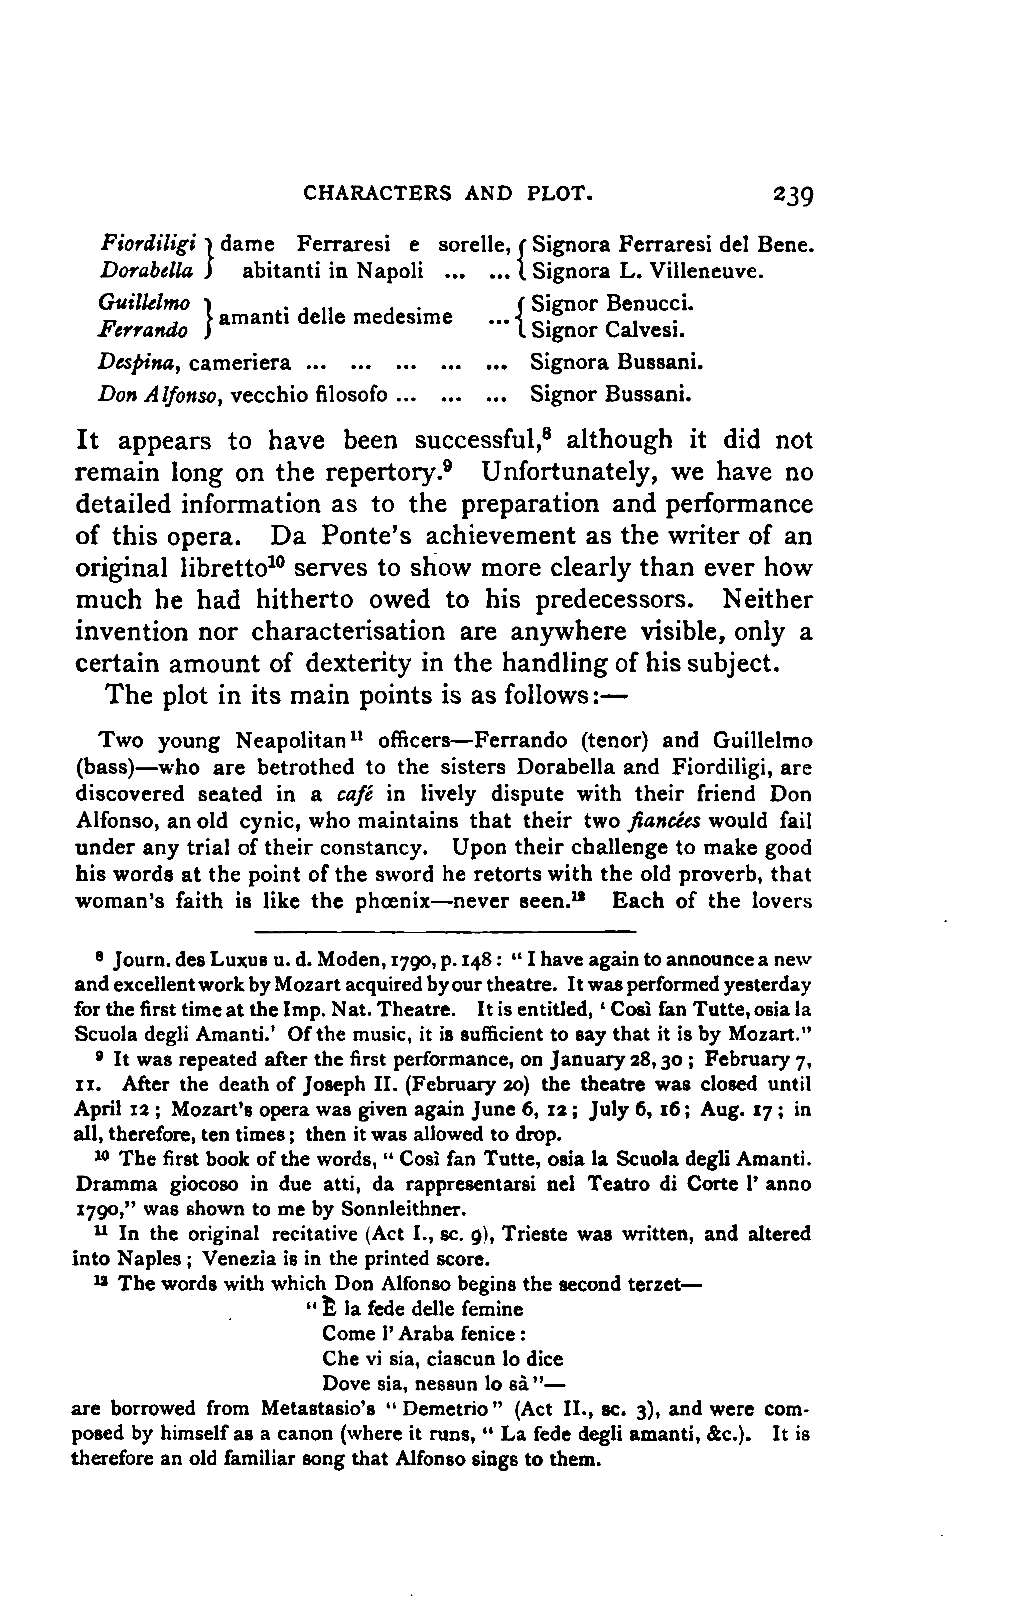 CHARACTERS AND PLOT. 239
Fiordiligi } dame Ferraresi e sorelle, { Signora Ferraresi del Bene.
Dorabella } abitanti in Napoli ... ... { Signora L. Villeneuve.
Guillelmo } amanti delle medesime ... { Signor Benucci.
Ferrando } { Signor Calvesi.
Despina, cameriera ... ... ... ... ... Signora Bussani.
Don Alfonso, vecchio filosofo ... ... ... Signor Bussani.
It appears to have been successful,⁸ although it did not
remain long on the repertory.⁹ Unfortunately, we have no
detailed information as to the preparation and performance
of this opera. Da Ponte's achievement as the writer of an
original libretto¹⁰ serves to show more clearly than ever how
much he had hitherto owed to his predecessors. Neither
invention nor characterisation are anywhere visible, only a
certain amount of dexterity in the handling of his subject.
The plot in its main points is as follows:—
Two young Neapolitan¹¹ officers—Ferrando (tenor) and Guillelmo
(bass)—who are betrothed to the sisters Dorabella and Fiordiligi, are
discovered seated in a café in lively dispute with their friend Don
Alfonso, an old cynic, who maintains that their two fiancées would fail
under any trial of their constancy. Upon their challenge to make good
his words at the point of the sword he retorts with the old proverb, that
woman's faith is like the phœnix—never seen.¹² Each of the lovers
⁸ Journ. des Luxus u. d. Moden, 1790, p. 148: "I have again to announce a new
and excellent work by Mozart acquired by our theatre. It was performed yesterday
for the first time at the Imp. Nat. Theatre. It is entitled, 'Così fan Tutte, osia la
Scuola degli Amanti.' Of the music, it is sufficient to say that it is by Mozart."
⁹ It was repeated after the first performance, on January 28, 30; February 7,
11. After the death of Joseph II. (February 20) the theatre was closed until
April 12; Mozart's opera was given again June 6, 12; July 6, 16; Aug. 17; in
all, therefore, ten times; then it was allowed to drop.
¹⁰ The first book of the words, "Così fan Tutte, osia la Scuola degli Amanti.
Dramma giocoso in due atti, da rappresentarsi nel Teatro di Corte l' anno
1790," was shown to me by Sonnleithner.
¹¹ In the original recitative (Act I., sc. 9), Trieste was written, and altered
into Naples; Venezia is in the printed score.
¹² The words with which Don Alfonso begins the second terzet—
"È la fede delle femine
Come l' Araba fenice:
Che vi sia, ciascun lo dice
Dove sia, nessun lo sà"—
are borrowed from Metastasio's "Demetrio" (Act II., sc. 3), and were com-
posed by himself as a canon (where it runs, "La fede degli amanti, &c.). It is
therefore an old familiar song that Alfonso sings to them.